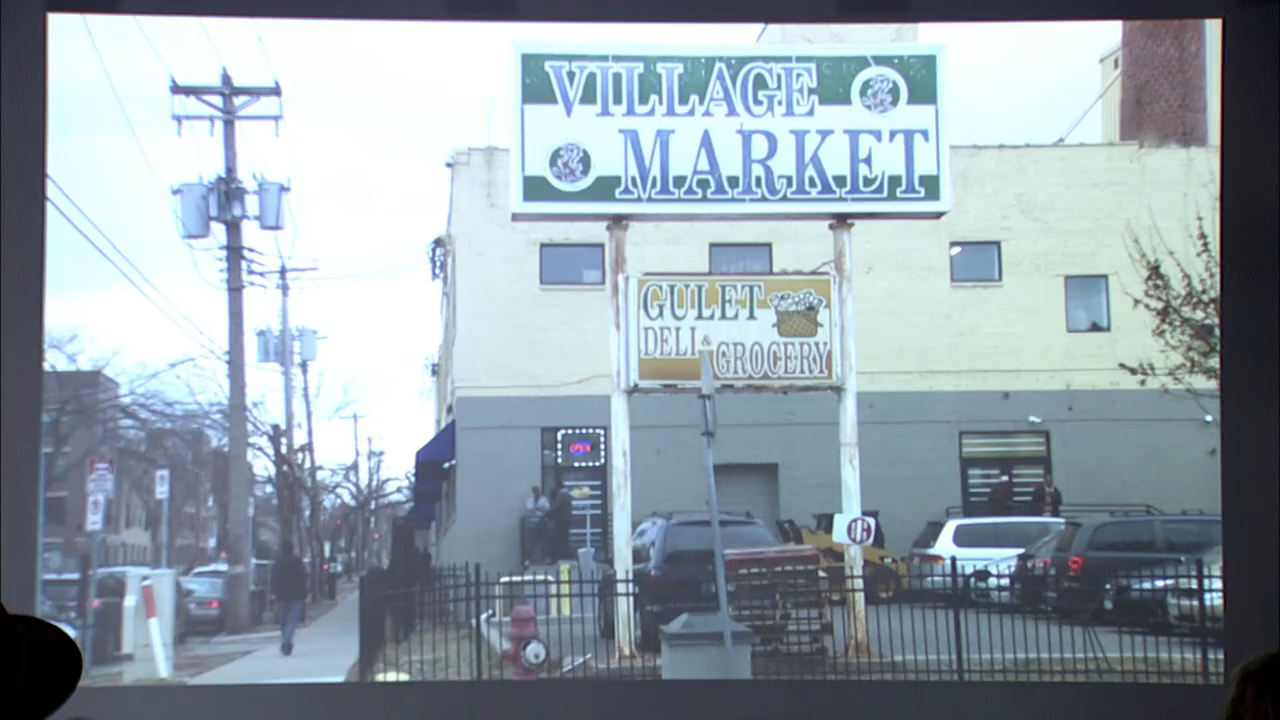 VILLAGE
MARKET
GULET
DELI &
GROCERY
OPEN